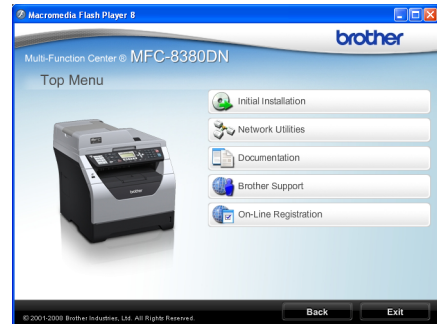 Macromedia Flash Player 8
brother
Multi-Function Center ® MFC-8380DN
Top Menu
Initial Installation
Network Utilities
Documentation
Brother Support
On-Line Registration
Back
Exit
© 2001-2009 Brother Industries, Ltd. All Rights Reserved.